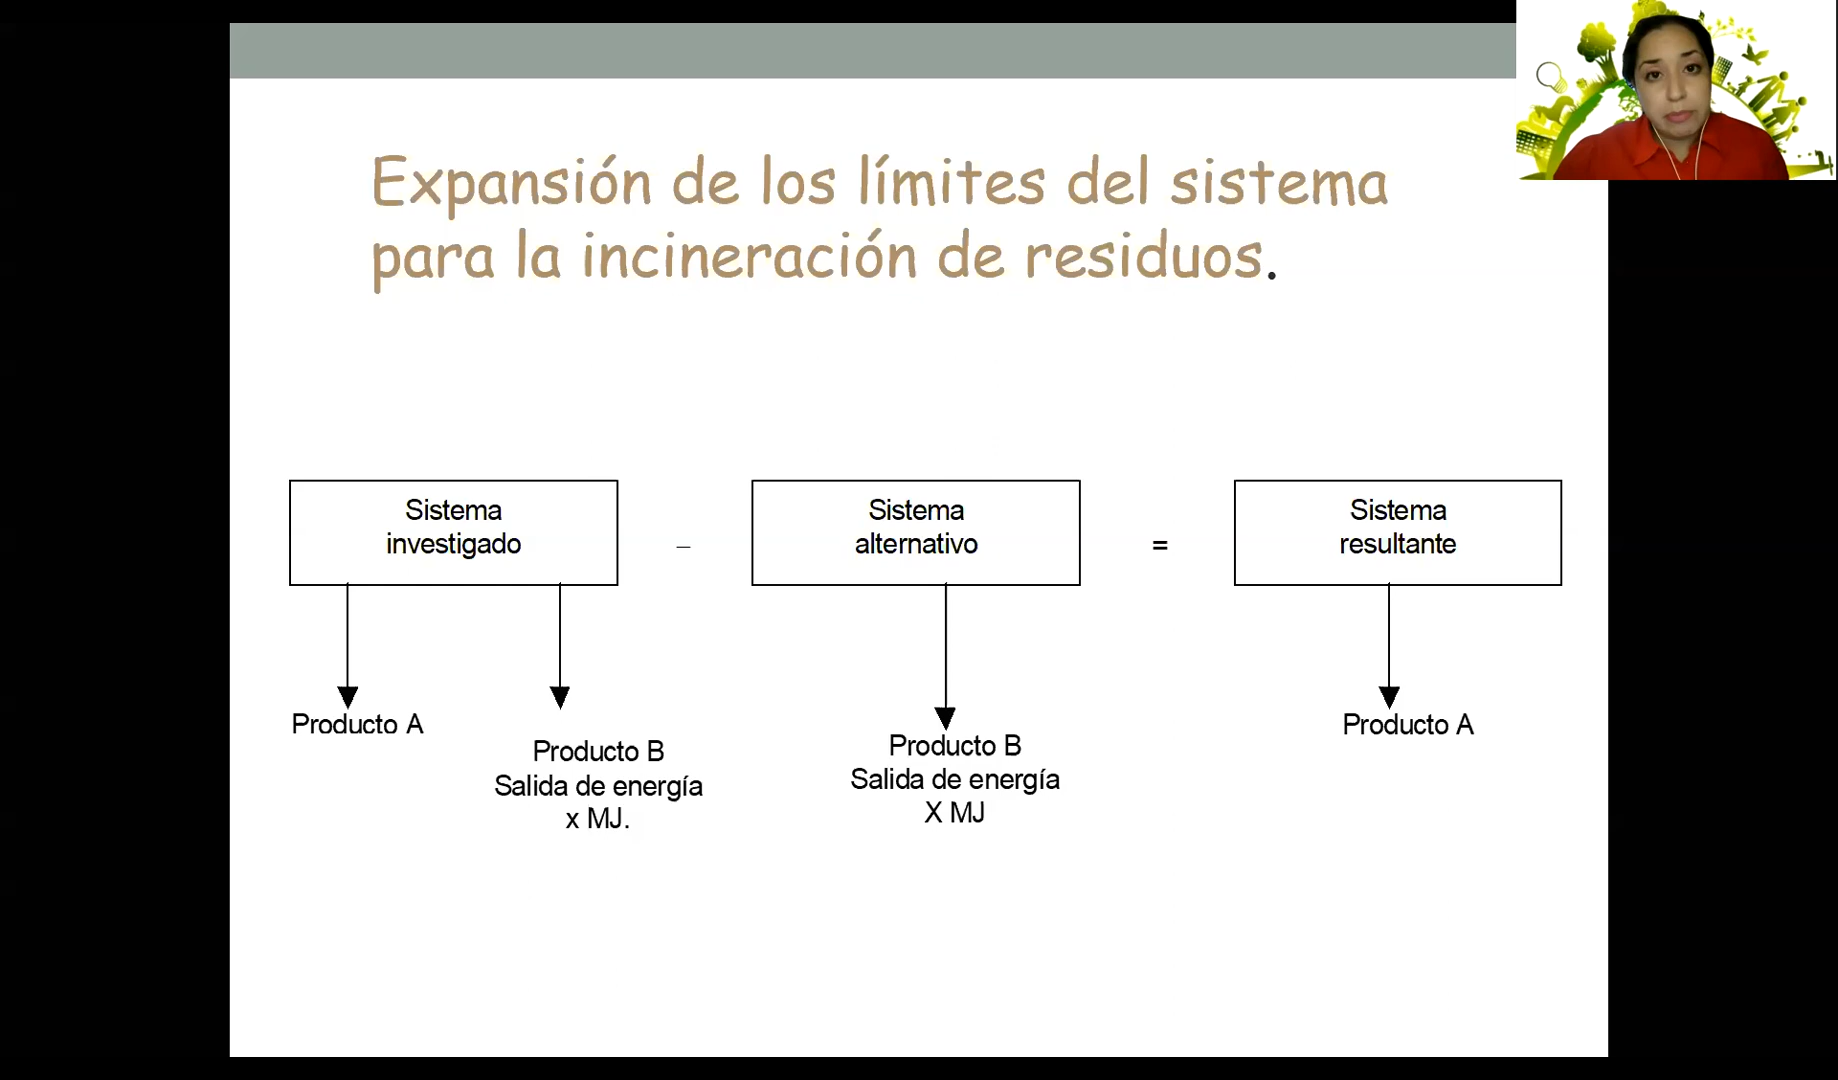 Expansión de los límites del sistema
para la incineración de residuos.
Sistema
investigado
–
Sistema
alternativo
=
Sistema
resultante
Producto A
Producto B
Salida de energía
x MJ.
Producto B
Salida de energía
X MJ
Producto A